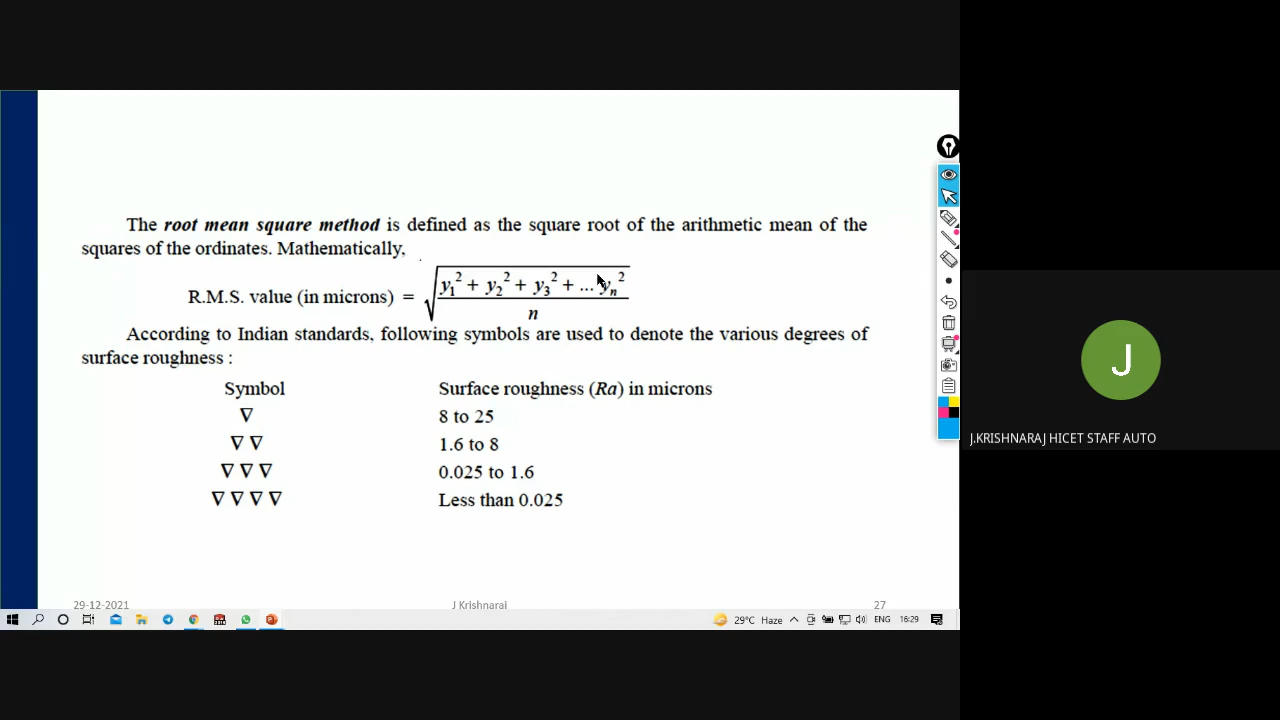 The root mean square method is defined as the square root of the arithmetic mean of the
squares of the ordinates. Mathematically,
R.M.S. value (in microns) = √((y₁² + y₂² + y₃² + ... yₙ²) / n)
According to Indian standards, following symbols are used to denote the various degrees of
surface roughness :
Symbol Surface roughness (Ra) in microns
∇ 8 to 25
∇ ∇ 1.6 to 8
∇ ∇ ∇ 0.025 to 1.6
∇ ∇ ∇ ∇ Less than 0.025
29-12-2021 J Krishnaraj 27
29°C Haze ENG 16:29
J
J.KRISHNARAJ HICET STAFF AUTO